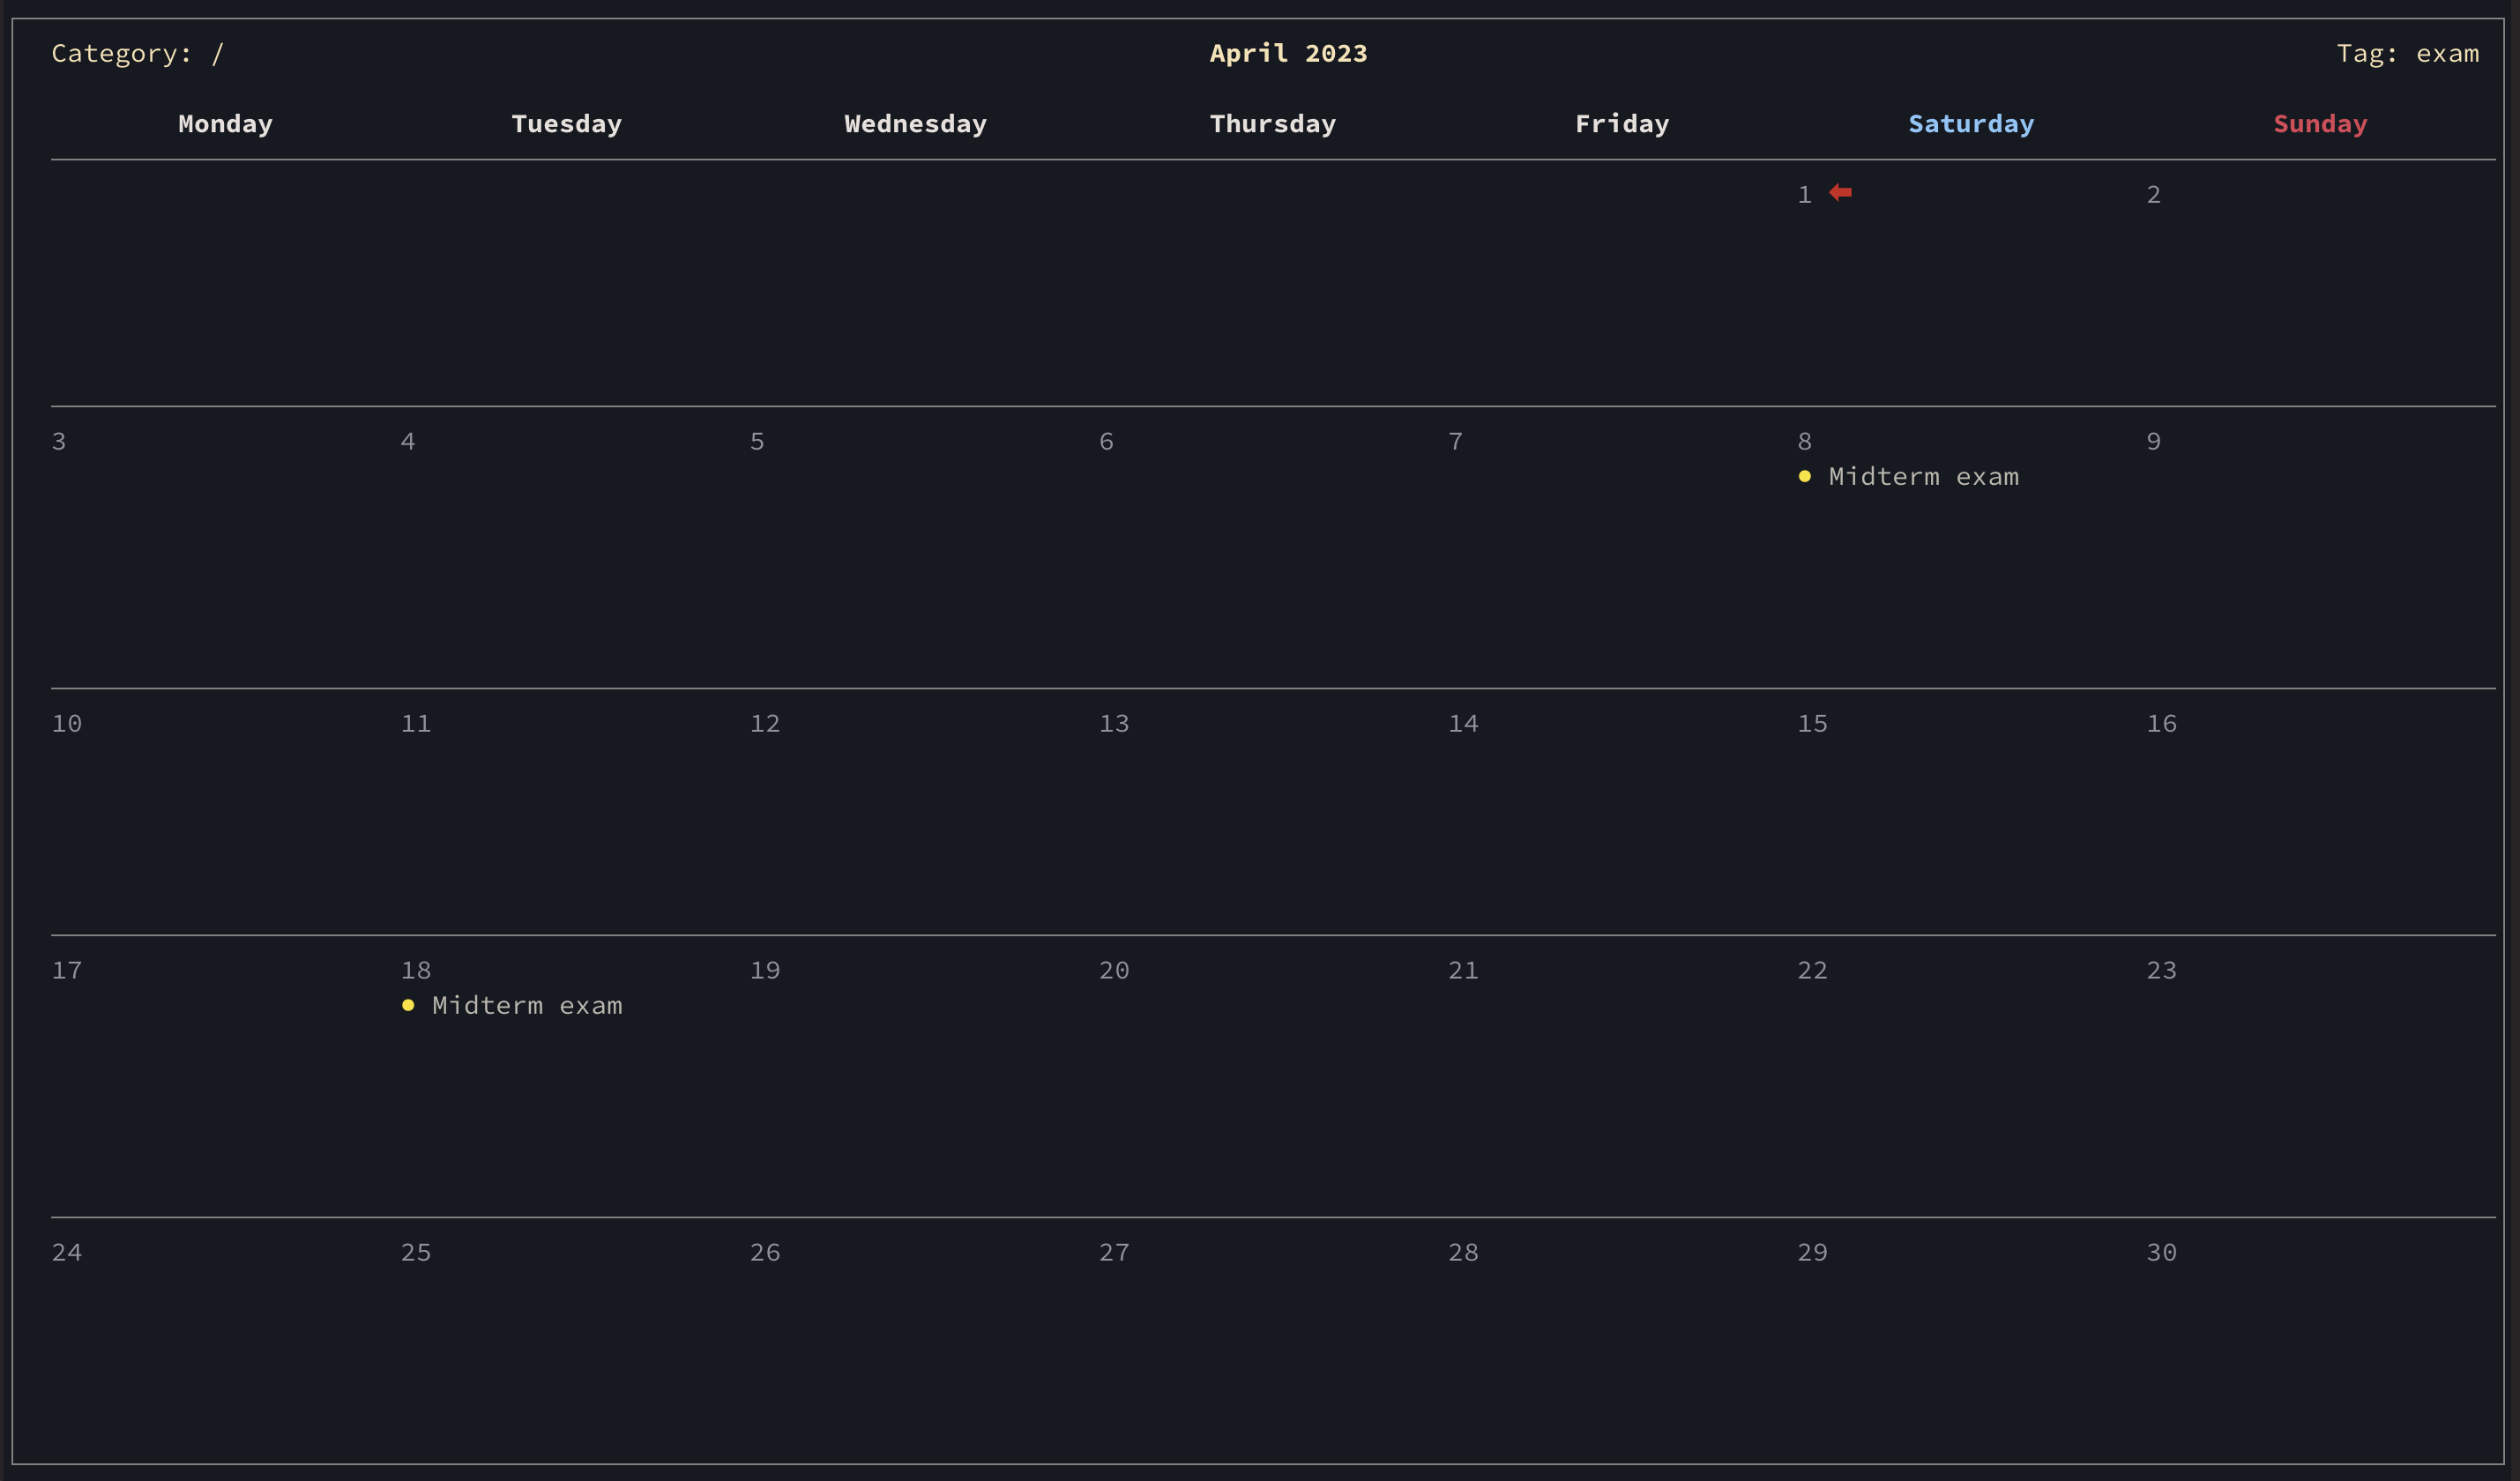 Category: / April 2023 Tag: exam
Monday Tuesday Wednesday Thursday Friday Saturday Sunday
1 2
3 4 5 6 7 8 9
Midterm exam
10 11 12 13 14 15 16
17 18 19 20 21 22 23
Midterm exam
24 25 26 27 28 29 30